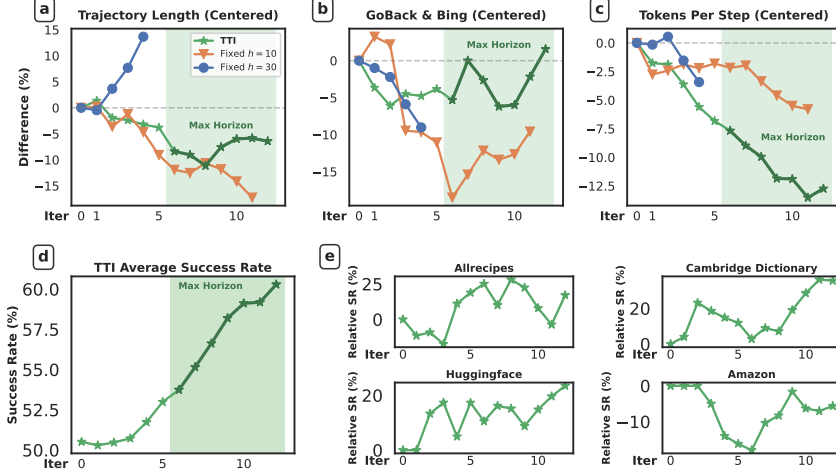 a
Trajectory Length (Centered)
Difference (%)
15
10
5
0
−5
−10
−15
TTI
Fixed h = 10
Fixed h = 30
Max Horizon
Iter 0 1 5 10
b
GoBack & Bing (Centered)
0
−5
−10
−15
Max Horizon
Iter 0 1 5 10
c
Tokens Per Step (Centered)
0.0
−2.5
−5.0
−7.5
−10.0
−12.5
Max Horizon
Iter 0 1 5 10
d
TTI Average Success Rate
Success Rate (%)
60.0
57.5
55.0
52.5
50.0
Max Horizon
Iter 0 5 10
e
Allrecipes
Relative SR (%)
25
0
Iter 0 5 10
Cambridge Dictionary
Relative SR (%)
20
0
Iter 0 5 10
Huggingface
Relative SR (%)
20
0
Iter 0 5 10
Amazon
Relative SR (%)
0
−10
Iter 0 5 10